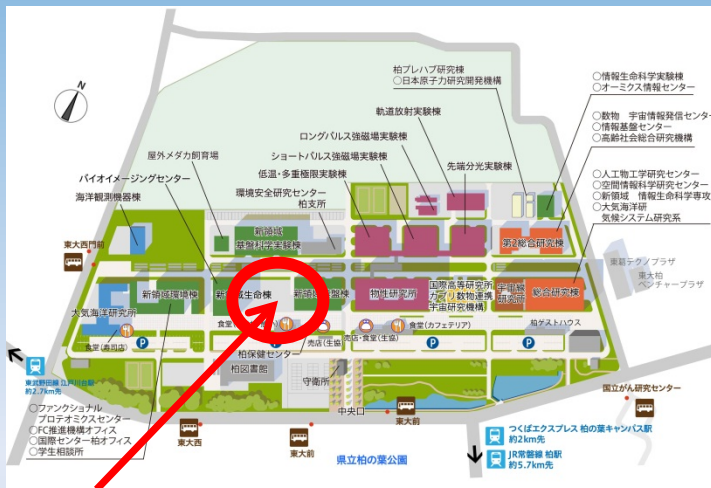 N
柏プレハブ研究棟
○日本原子力研究開発機構
○情報生命科学実験棟
○オーミクス情報センター
軌道放射実験棟
○数物 宇宙情報発信センター
○情報基盤センター
○高齢社会総合研究機構
ロングパルス強磁場実験棟
屋外メダカ飼育場
ショートパルス強磁場実験棟
先端分光実験棟
バイオイメージングセンター
低温・多重極限実験棟
○人工物工学研究センター
○空間情報科学研究センター
○新領域 情報生命科学専攻
○大気海洋研
気候システム研究系
海洋観測機器棟
環境安全研究センター
柏支所
新領域
基盤科学実験棟
第2総合研究棟
東大西門前
東葛テクノプラザ
東大柏
ベンチャープラザ
新領域環境棟
物性研究所
国際高等研究所
カブリ数物連携
宇宙研究機構
宇宙線
研究所
総合研究棟
大気海洋研究所
食堂(寿司店)
P
売店(生協)
売店・食堂(生協)
食堂(カフェテリア)
柏ゲストハウス
P
P
P
柏保健センター
柏図書館
守衛所
東武野田線 江戸川台駅
約2.7km先
国立がん研究センター
○ファンクショナル
プロテオミクスセンター
○FC推進機構オフィス
○国際センター柏オフィス
○学生相談所
中央口
東大前
東大西
東大前
つくばエクスプレス 柏の葉キャンパス駅
約2km先
県立柏の葉公園
JR常磐線 柏駅
約5.7km先